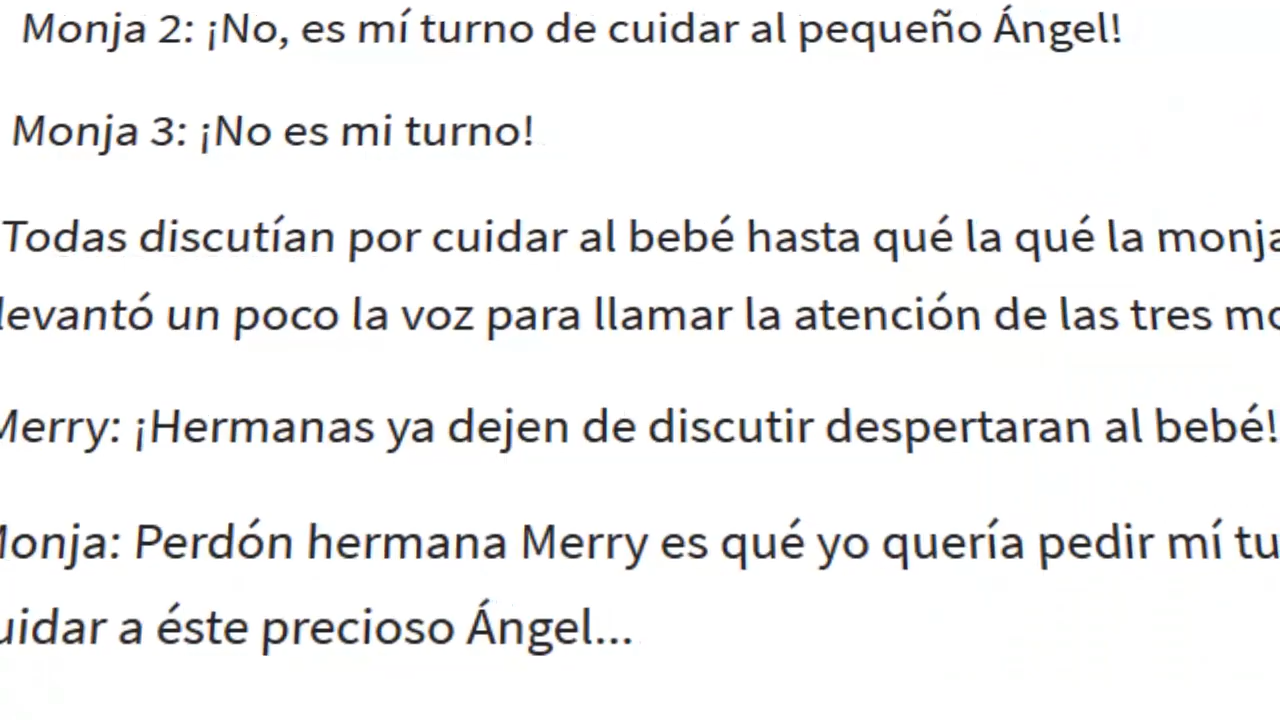 Monja 2: ¡No, es mí turno de cuidar al pequeño Ángel!
Monja 3: ¡No es mi turno!
Todas discutían por cuidar al bebé hasta qué la qué la monja
levantó un poco la voz para llamar la atención de las tres
Merry: ¡Hermanas ya dejen de discutir despertaran al bebé!
Monja: Perdón hermana Merry es qué yo quería pedir mí
a éste precioso Ángel...